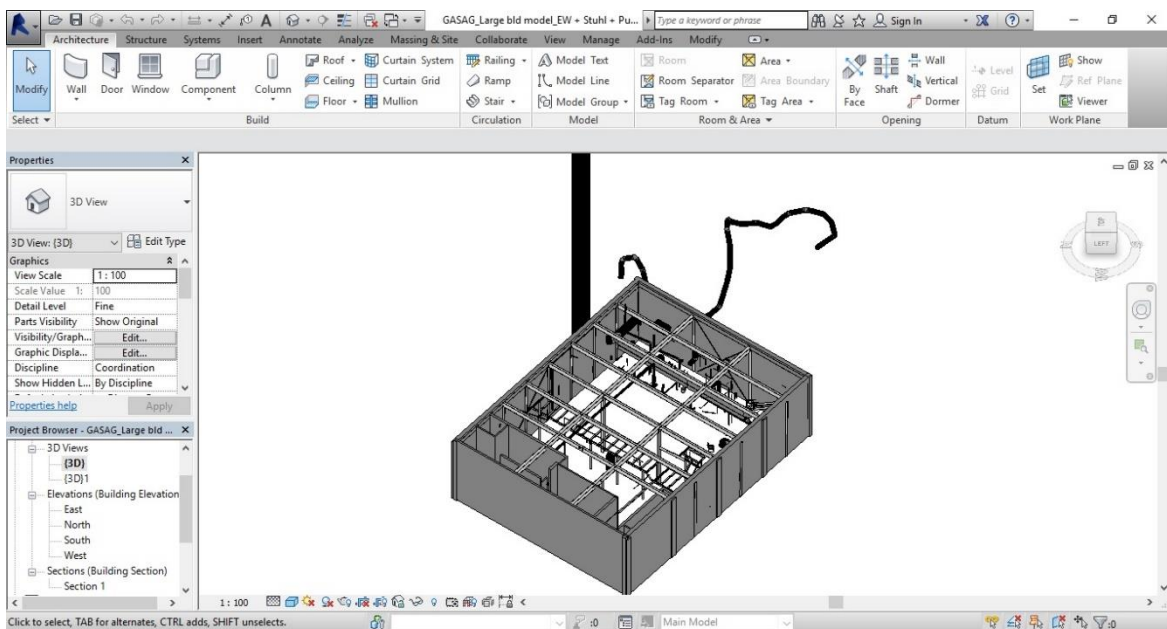 GASAG_Large bld model_EW + Stuhl + Pu... Type a keyword or phrase Sign In
Architecture Structure Systems Insert Annotate Analyze Massing & Site Collaborate View Manage Add-Ins Modify
Modify Wall Door Window Component Column Roof Ceiling Floor Curtain System Curtain Grid Mullion Railing Ramp Stair Model Text Model Line Model Group Room Room Separator Tag Room Area Area Boundary Tag Area By Face Shaft Wall Vertical Dormer Level Grid Set Show Ref Plane Viewer
Select Build Circulation Model Room & Area Opening Datum Work Plane
Properties
3D View
3D View: {3D} Edit Type
Graphics
View Scale 1 : 100
Scale Value 1: 100
Detail Level Fine
Parts Visibility Show Original
Visibility/Graph... Edit...
Graphic Displa... Edit...
Discipline Coordination
Show Hidden L... By Discipline
Properties help Apply
Project Browser - GASAG_Large bld ...
3D Views
{3D}
{3D}1
Elevations (Building Elevation
East
North
South
West
Sections (Building Section)
Section 1
LEFT
1 : 100
Click to select, TAB for alternates, CTRL adds, SHIFT unselects. :0 Main Model :0